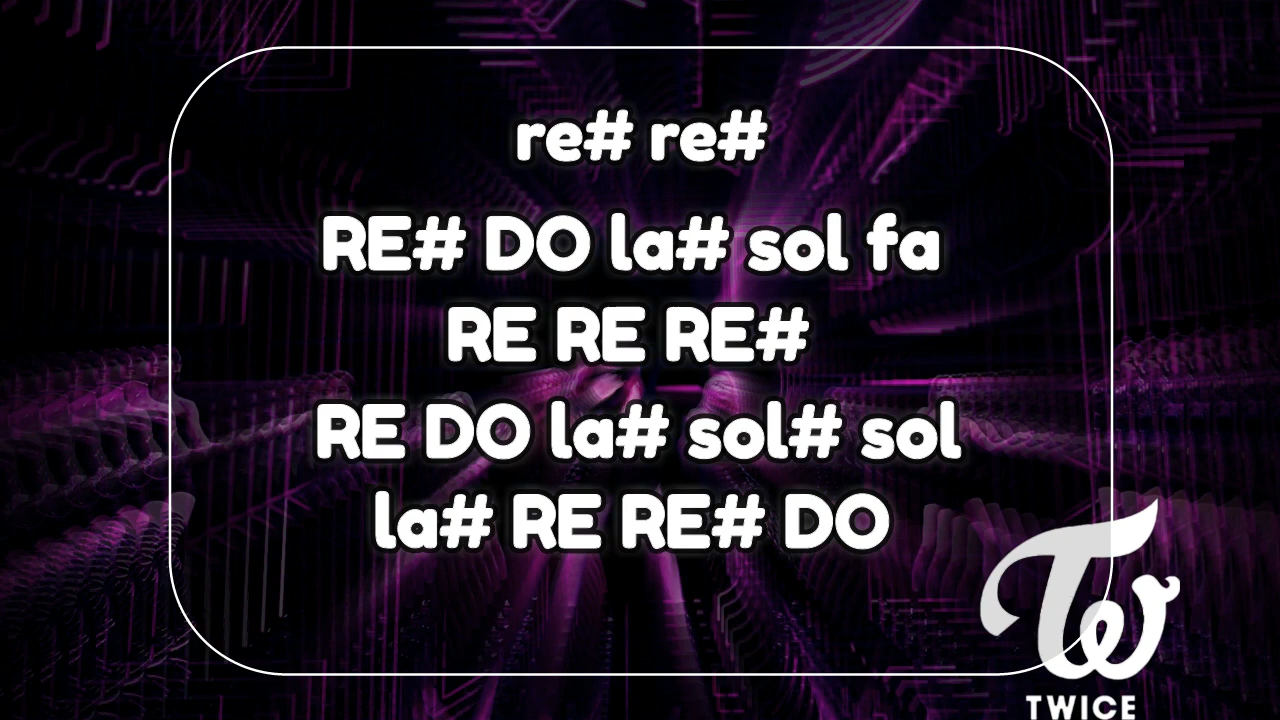 re# re#
RE# DO la# sol fa
RE RE RE#
RE DO la# sol# sol
la# RE RE# DO
TW
TWICE